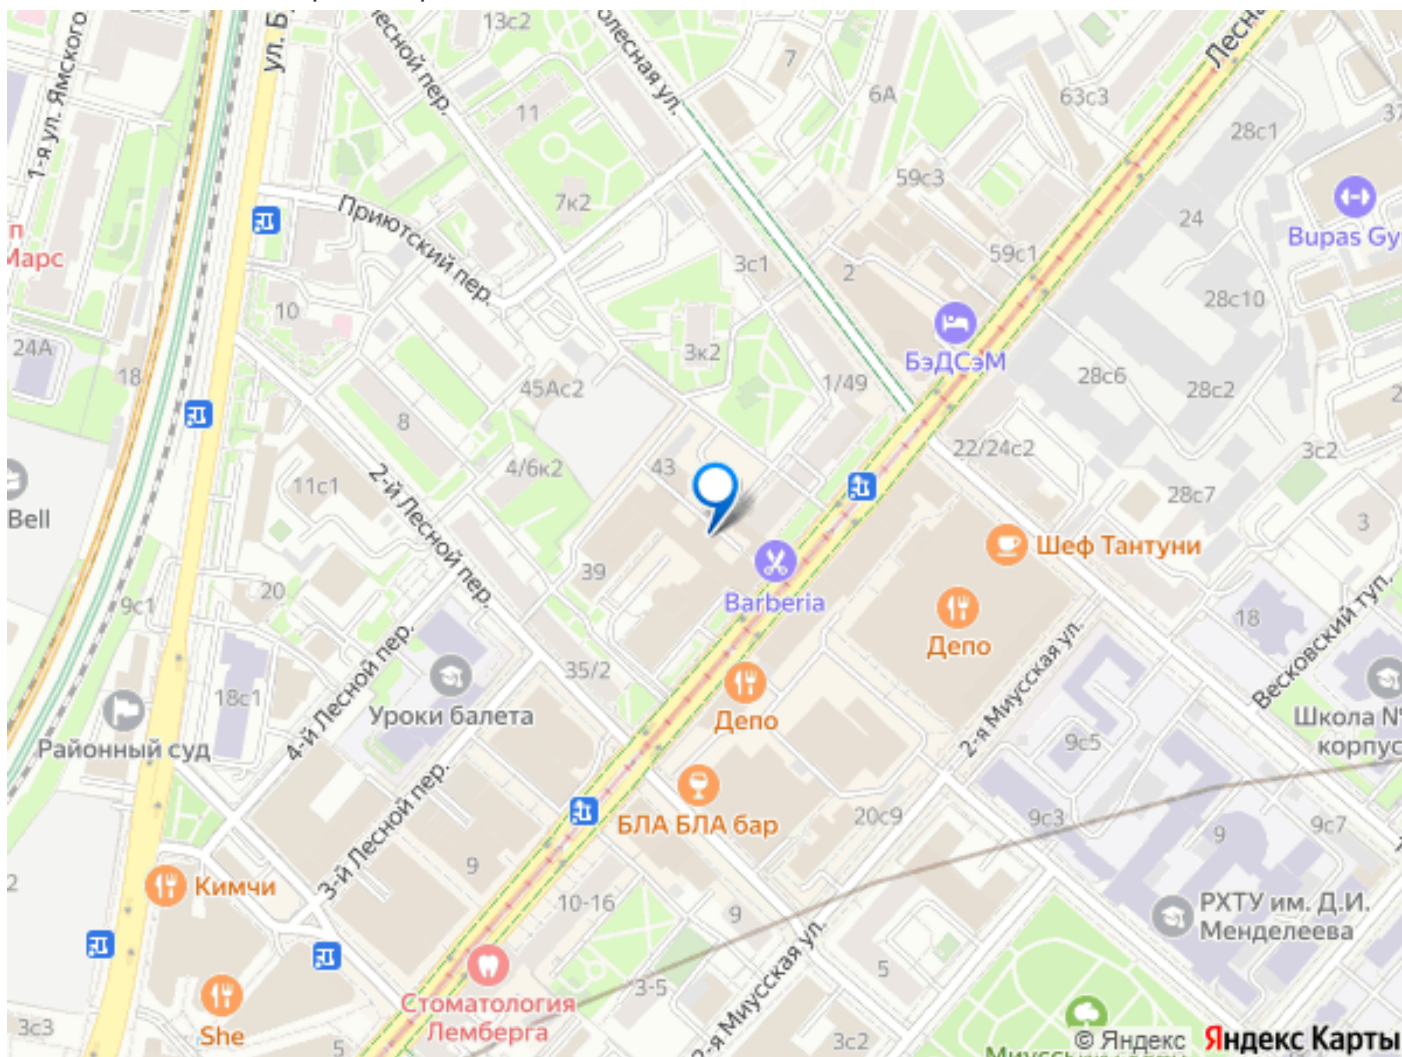 13с2
ул. Б
1-я ул. Ямского
Лесной пер.
олесная ул.
7
6А
63с3
Лесна
37
28с1
11
7к2
59с3
24
Bupas Gy
п
Марс
Приютский пер.
3с1
2
59с1
28с10
10
24А
18
3к2
БэДСэМ
45Ас2
1/49
28с6
28с2
2
8
4/6к2
43
22/24с2
3с2
11с1
2-й Лесной пер.
28с7
3
Bell
Шеф Тантуни
39
Barberia
20
9с1
Депо
18
Весковский туп.
35/2
18с1
4-й Лесной пер.
Уроки балета
Депо
2-я Миусская ул.
9с5
Школа №
корпус
Районный суд
3-й Лесной пер.
БЛА БЛА бар
20с9
9с3
9
9с7
2
Кимчи
9
10-16
9
РХТУ им. Д.И.
Менделеева
She
Стоматология
Лемберга
3-5
2-я Миусская ул.
5
3с3
5
3с2
© Яндекс Яндекс Карты